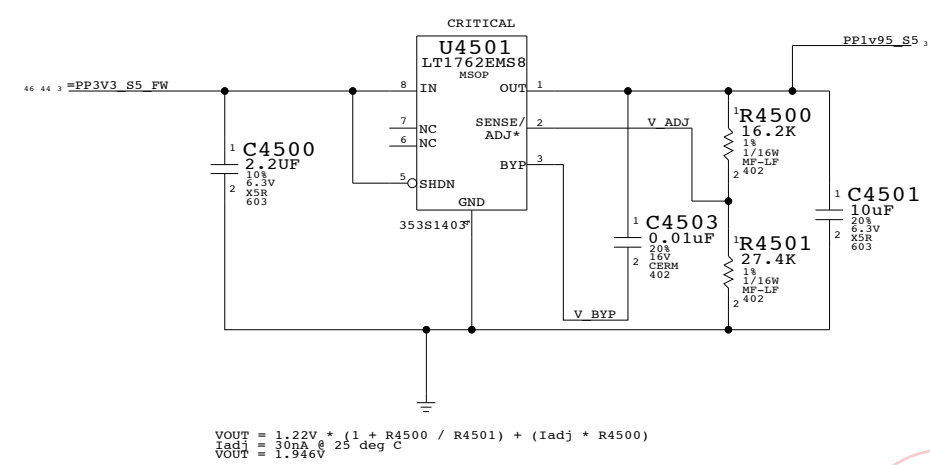 CRITICAL
U4501
LT1762EMS8
MSOP
PP1v95_S5 3
46 44 3 =PP3V3_S5_FW
8 IN
OUT 1
7 NC
6 NC
SENSE/
ADJ* 2
V_ADJ
BYP 3
5 SHDN
GND
4
353S1403
1 C4500
2.2UF
10%
6.3V
2 X5R
603
1 R4500
16.2K
1%
1/16W
MF-LF
2 402
1 C4501
10uF
20%
6.3V
2 X5R
603
1 C4503
0.01uF
20%
16V
2 CERM
402
1 R4501
27.4K
1%
1/16W
MF-LF
2 402
V_BYP
VOUT = 1.22V * (1 + R4500 / R4501) + (Iadj * R4500)
Iadj = 30nA @ 25 deg C
VOUT = 1.946V